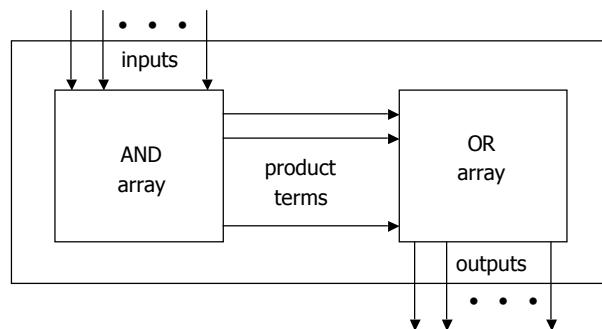 inputs
AND
array
product
terms
OR
array
outputs